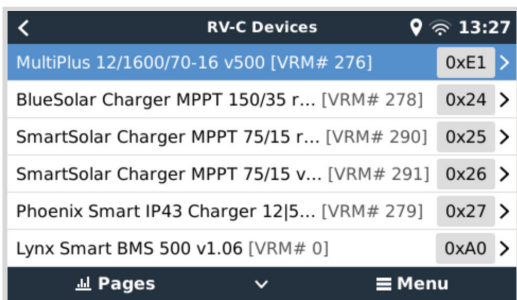 RV-C Devices 13:27
MultiPlus 12/1600/70-16 v500 [VRM# 276] 0xE1
BlueSolar Charger MPPT 150/35 r... [VRM# 278] 0x24
SmartSolar Charger MPPT 75/15 r... [VRM# 290] 0x25
SmartSolar Charger MPPT 75/15 v... [VRM# 291] 0x26
Phoenix Smart IP43 Charger 12|5... [VRM# 279] 0x27
Lynx Smart BMS 500 v1.06 [VRM# 0] 0xA0
Pages Menu